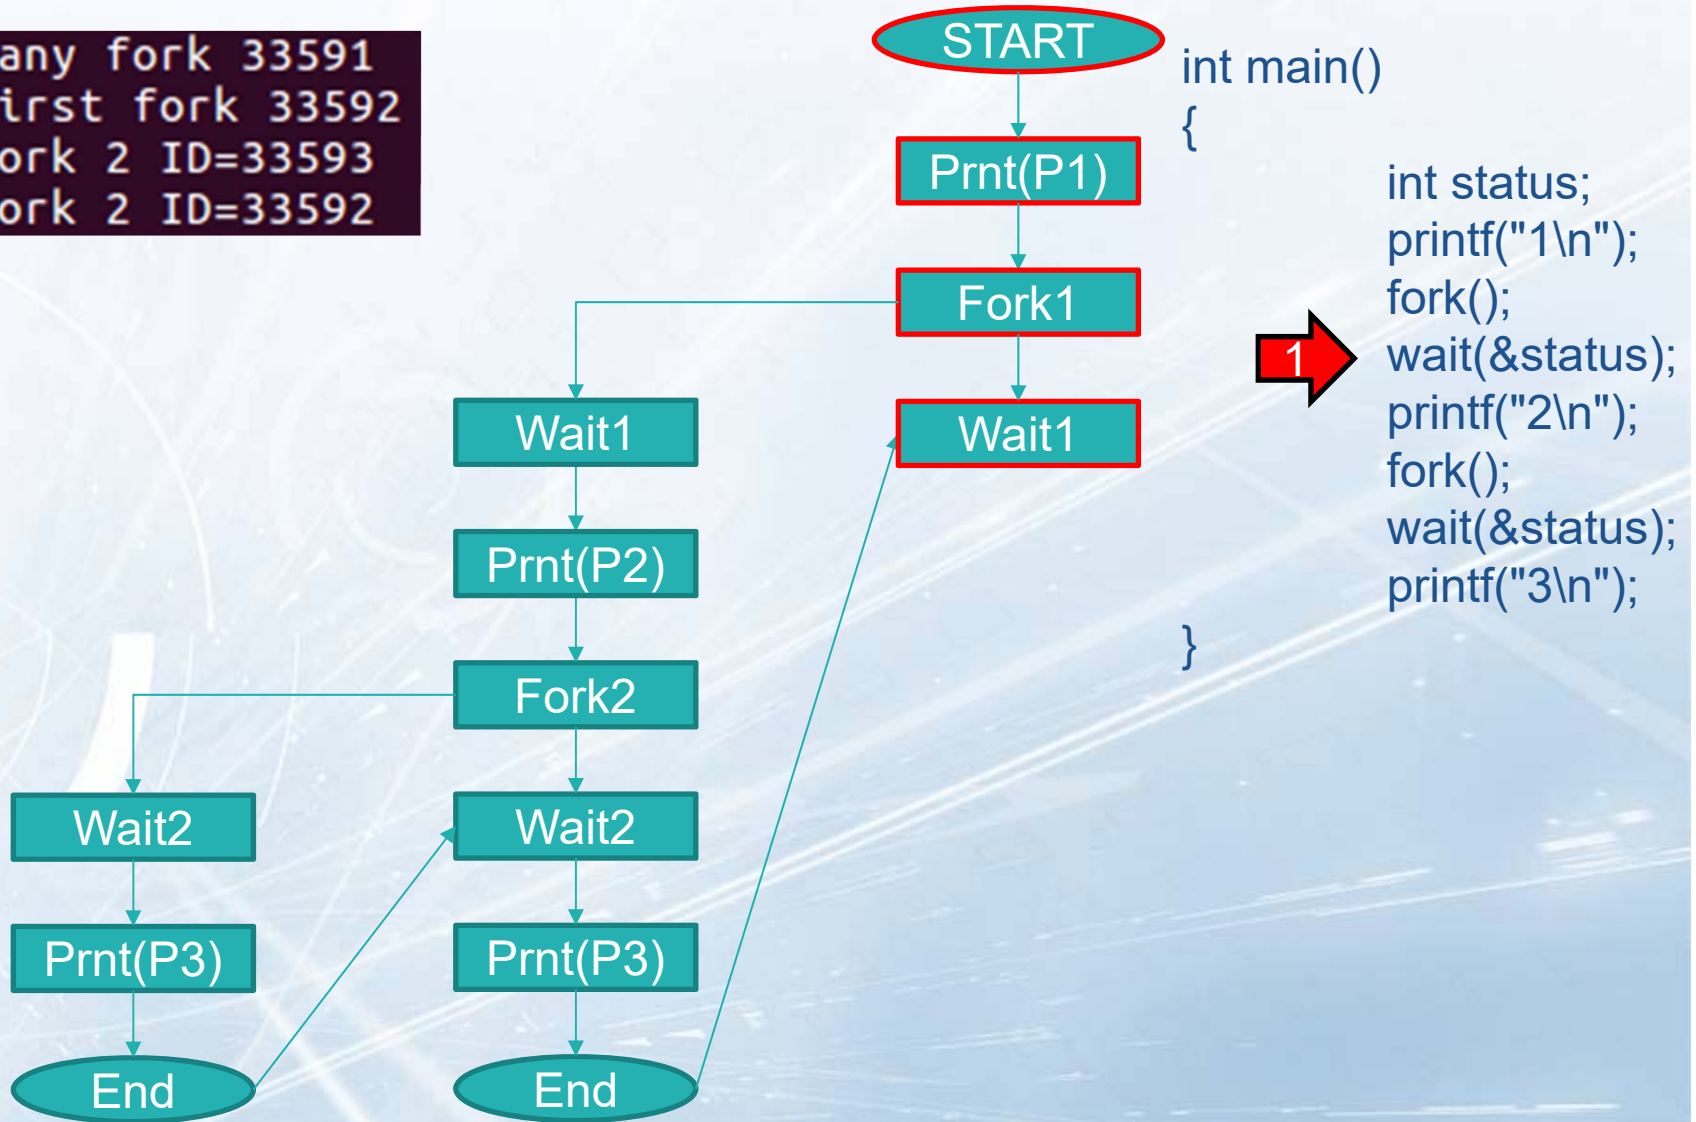 any fork 33591
irst fork 33592
ork 2 ID=33593
ork 2 ID=33592
START
Prnt(P1)
Fork1
Wait1
Wait1
Prnt(P2)
Fork2
Wait2
Wait2
Prnt(P3)
Prnt(P3)
End
End
int main()
{
int status;
printf("1\n");
fork();
1
wait(&status);
printf("2\n");
fork();
wait(&status);
printf("3\n");
}